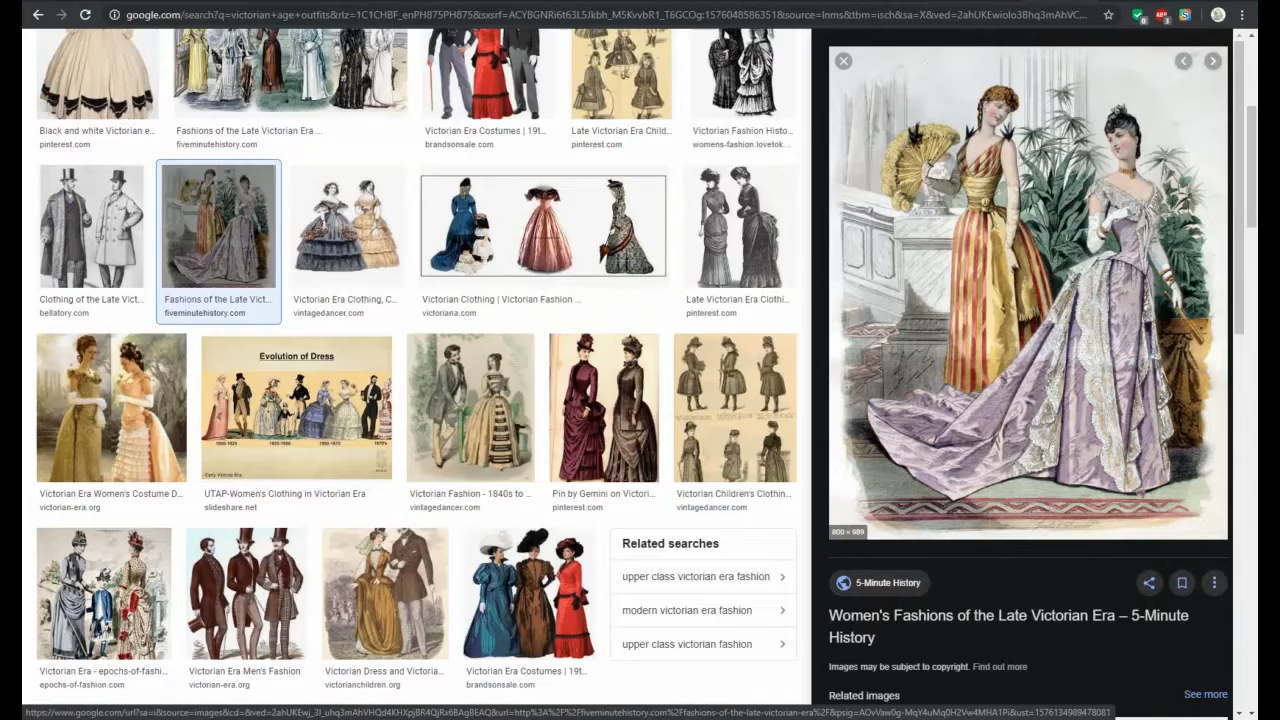 google.com/search?q=victorian+age+outfits&rlz=1C1CHBF_enPH875PH875&sxsrf=
Black and white Victorian e...
pinterest.com
Fashions of the Late Victorian Era ...
fiveminutehistory.com
Victorian Era Costumes | 19t...
brandsonsale.com
Late Victorian Era Child...
pinterest.com
Victorian Fashion Histo...
womens-fashion.lovetok...
Clothing of the Late Vict...
bellatory.com
Fashions of the Late Vict...
fiveminutehistory.com
Victorian Era Clothing, C...
vintagedancer.com
Victorian Clothing | Victorian Fashion ...
victoriana.com
Late Victorian Era Clothi...
pinterest.com
Evolution of Dress
Early Victoria Era
Victorian Era Women's Costume D...
victorian-era.org
UTAP-Women's Clothing in Victorian Era
slideshare.net
Victorian Fashion - 1840s to ...
vintagedancer.com
Pin by Gemini on Victori...
pinterest.com
Victorian Children's Clothin...
vintagedancer.com
Victorian Era - epochs-of-fashi...
epochs-of-fashion.com
Victorian Era Men's Fashion
victorian-era.org
Victorian Dress and Victoria...
victorianchildren.org
Victorian Era Costumes | 19t...
brandsonsale.com
Related searches
upper class victorian era fashion
modern victorian era fashion
upper class victorian fashion
800 × 989
5-Minute History
Women's Fashions of the Late Victorian Era – 5-Minute
History
Images may be subject to copyright. Find out more
Related images
See more